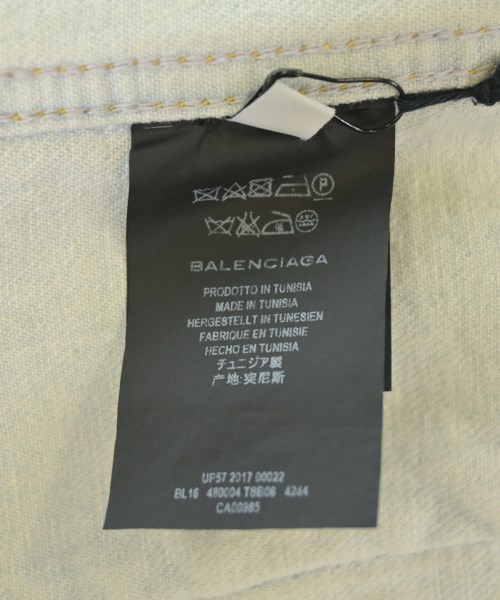 P
BALENCIAGA
PRODOTTO IN TUNISIA
MADE IN TUNISIA
HERGESTELLT IN TUNESIEN
FABRIQUE EN TUNISIE
HECHO EN TUNISIA
チュニジア製
产地:突尼斯
UP57 2017 00022
BL16 480004 TBB06 4244
CA00985